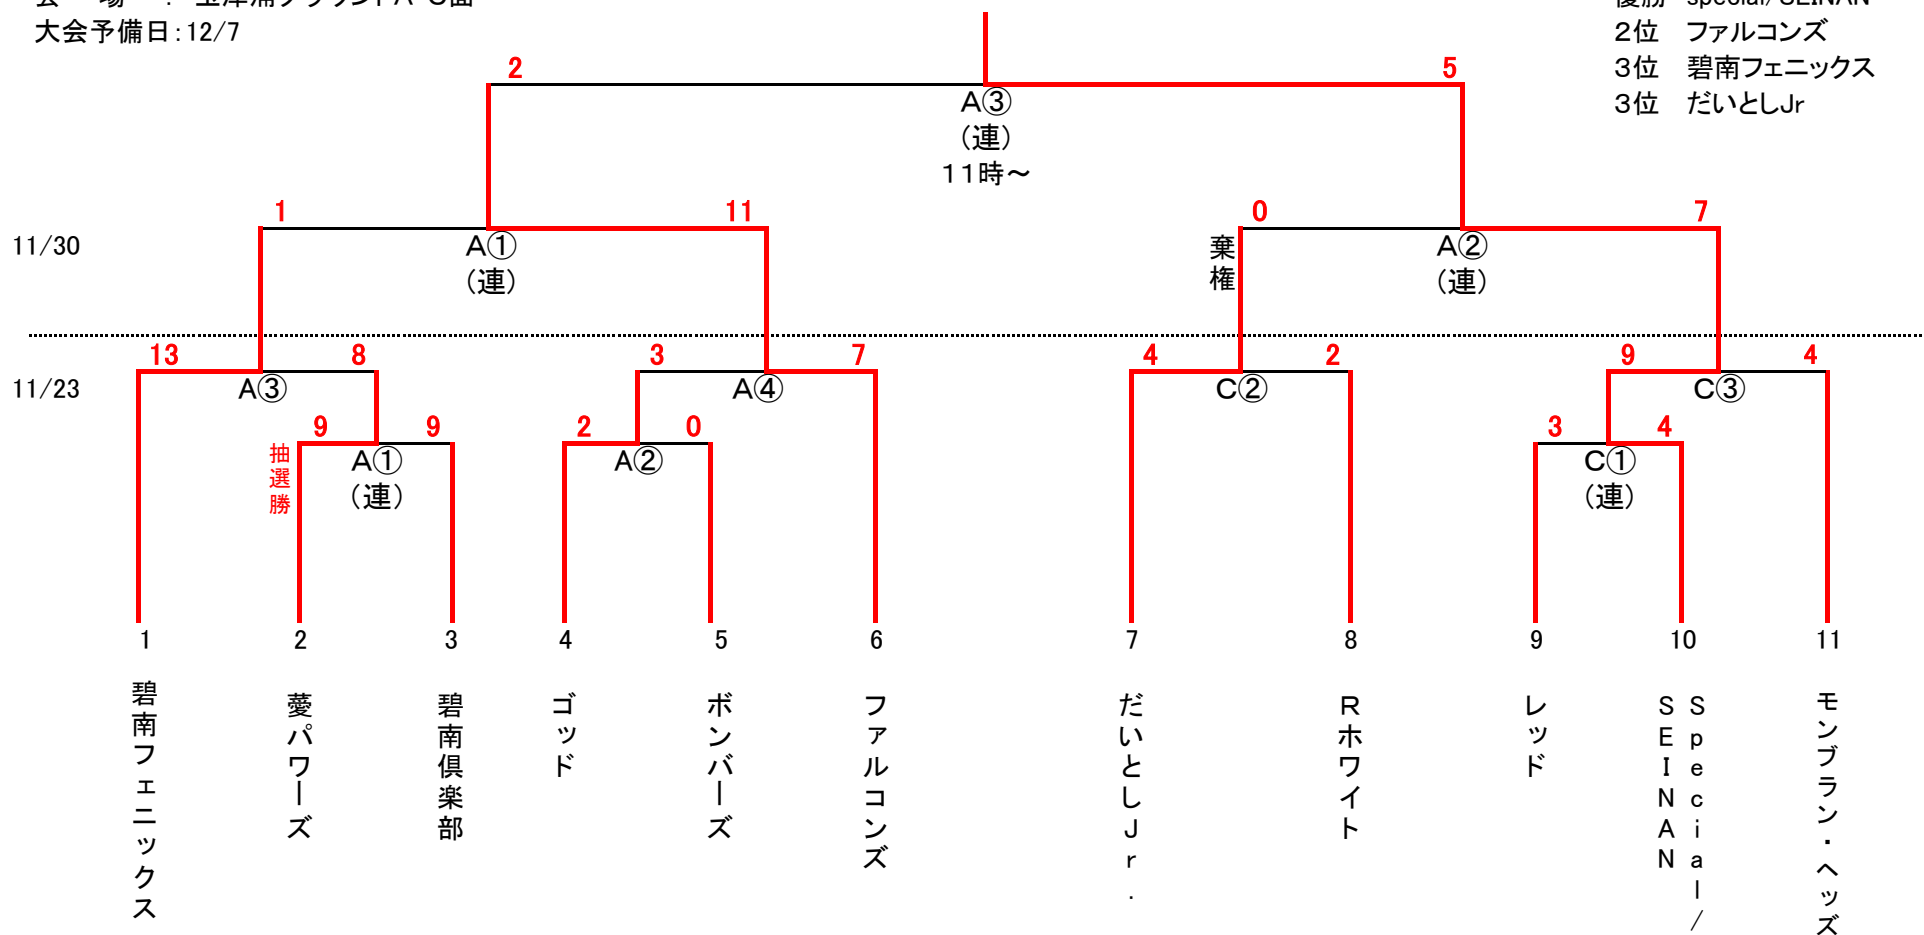 大会予備日:12/7
special/SEINAN
2位 ファルコンズ
3位 碧南フェニックス
3位 だいとしJr
2
5
A③
(連)
11時～
1
11
0
7
11/30
A①
(連)
棄権
A②
(連)
13
8
3
7
4
2
9
4
11/23
A③
A④
C②
C③
9
9
2
0
3
4
抽選勝
A①
(連)
A②
C①
(連)
1
2
3
4
5
6
7
8
9
10
11
碧南フェニックス
薆パワーズ
碧南倶楽部
ゴッド
ボンバーズ
ファルコンズ
だいとしJr.
Rホワイト
レッド
Special/
SEINAN
モンブラン・ヘッズ